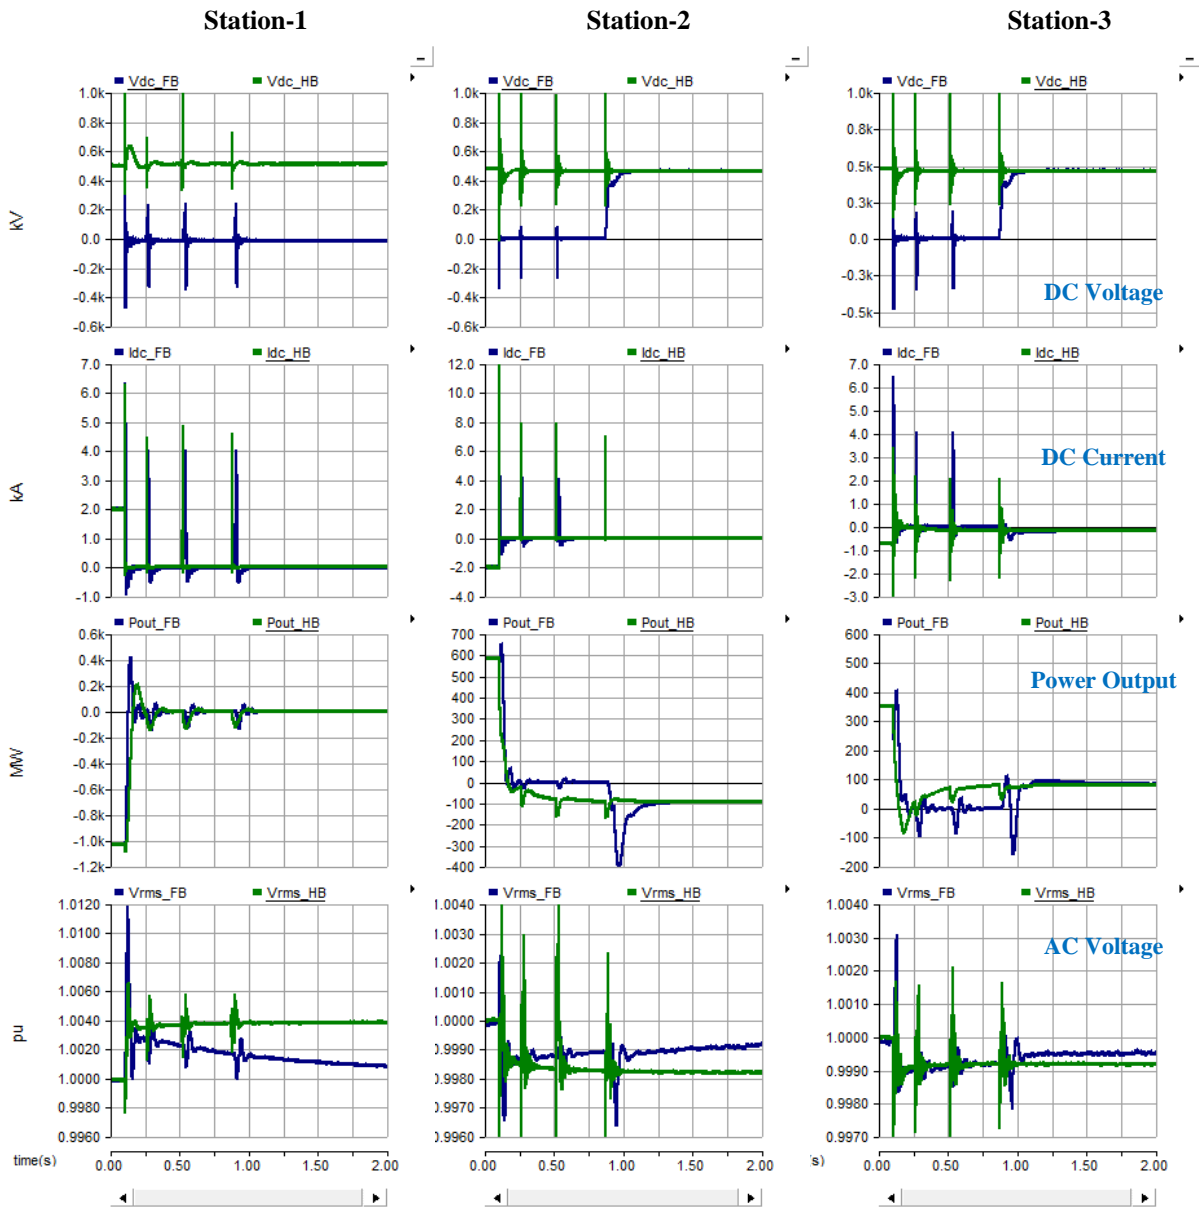 Station-1 Station-2 Station-3
Vdc_FB Vdc_HB Vdc_FB Vdc_HB Vdc_FB Vdc_HB
kV
1.0k 1.0k 1.0k
0.8k 0.8k 0.8k
0.6k 0.6k 0.5k
0.4k 0.4k 0.3k
0.2k 0.2k 0.0
0.0 0.0 -0.3k
-0.2k -0.2k -0.5k
-0.4k -0.4k
-0.6k -0.6k
DC Voltage
Idc_FB Idc_HB Idc_FB Idc_HB Idc_FB Idc_HB
kA
7.0 12.0 7.0
6.0 10.0 6.0
5.0 8.0 5.0
4.0 6.0 4.0
3.0 4.0 3.0
2.0 2.0 2.0
1.0 0.0 1.0
0.0 -2.0 0.0
-1.0 -4.0 -1.0
-2.0
-3.0
DC Current
Pout_FB Pout_HB Pout_FB Pout_HB Pout_FB Pout_HB
MW
0.6k 700 600
0.4k 600 500
0.2k 500 400
0.0 400 300
-0.2k 300 200
-0.4k 200 100
-0.6k 100 0
-0.8k 0 -100
-1.0k -100 -200
-1.2k -200
-300
-400
Power Output
Vrms_FB Vrms_HB Vrms_FB Vrms_HB Vrms_FB Vrms_HB
pu
1.0120 1.0040 1.0040
1.0100 1.0030 1.0030
1.0080 1.0020 1.0020
1.0060 1.0010 1.0010
1.0040 1.0000 1.0000
1.0020 0.9990 0.9990
1.0000 0.9980 0.9980
0.9980 0.9970 0.9970
0.9960 0.9960
AC Voltage
time(s) 0.00 0.50 1.00 1.50 2.00 0.00 0.50 1.00 1.50 2.00 's) 0.00 0.50 1.00 1.50 2.00